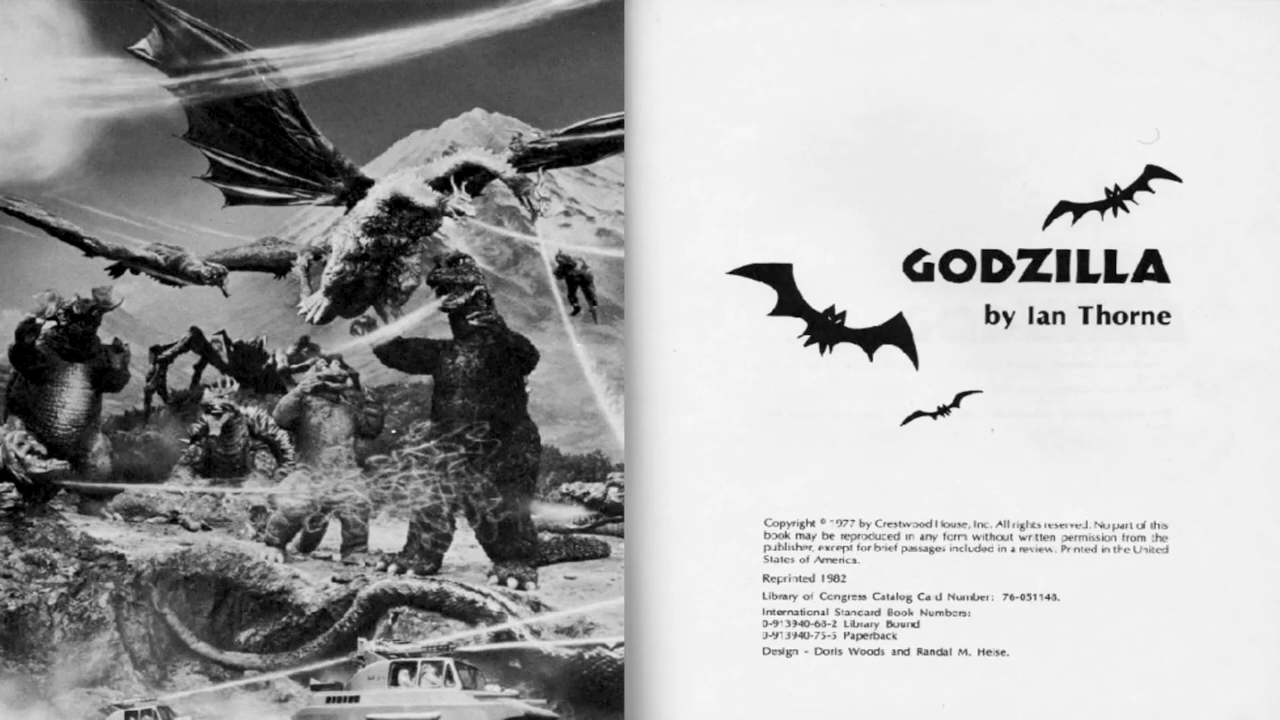 GODZILLA
by Ian Thorne
Copyright © 1977 by Crestwood House, Inc. All rights reserved. No part of this
book may be reproduced in any form without written permission from the
publisher, except for brief passages included in a review. Printed in the United
States of America.
Reprinted 1982
Library of Congress Catalog Card Number: 76-051148.
International Standard Book Numbers:
0-913940-68-2 Library Bound
0-913940-75-5 Paperback
Design - Doris Woods and Randal M. Heise.